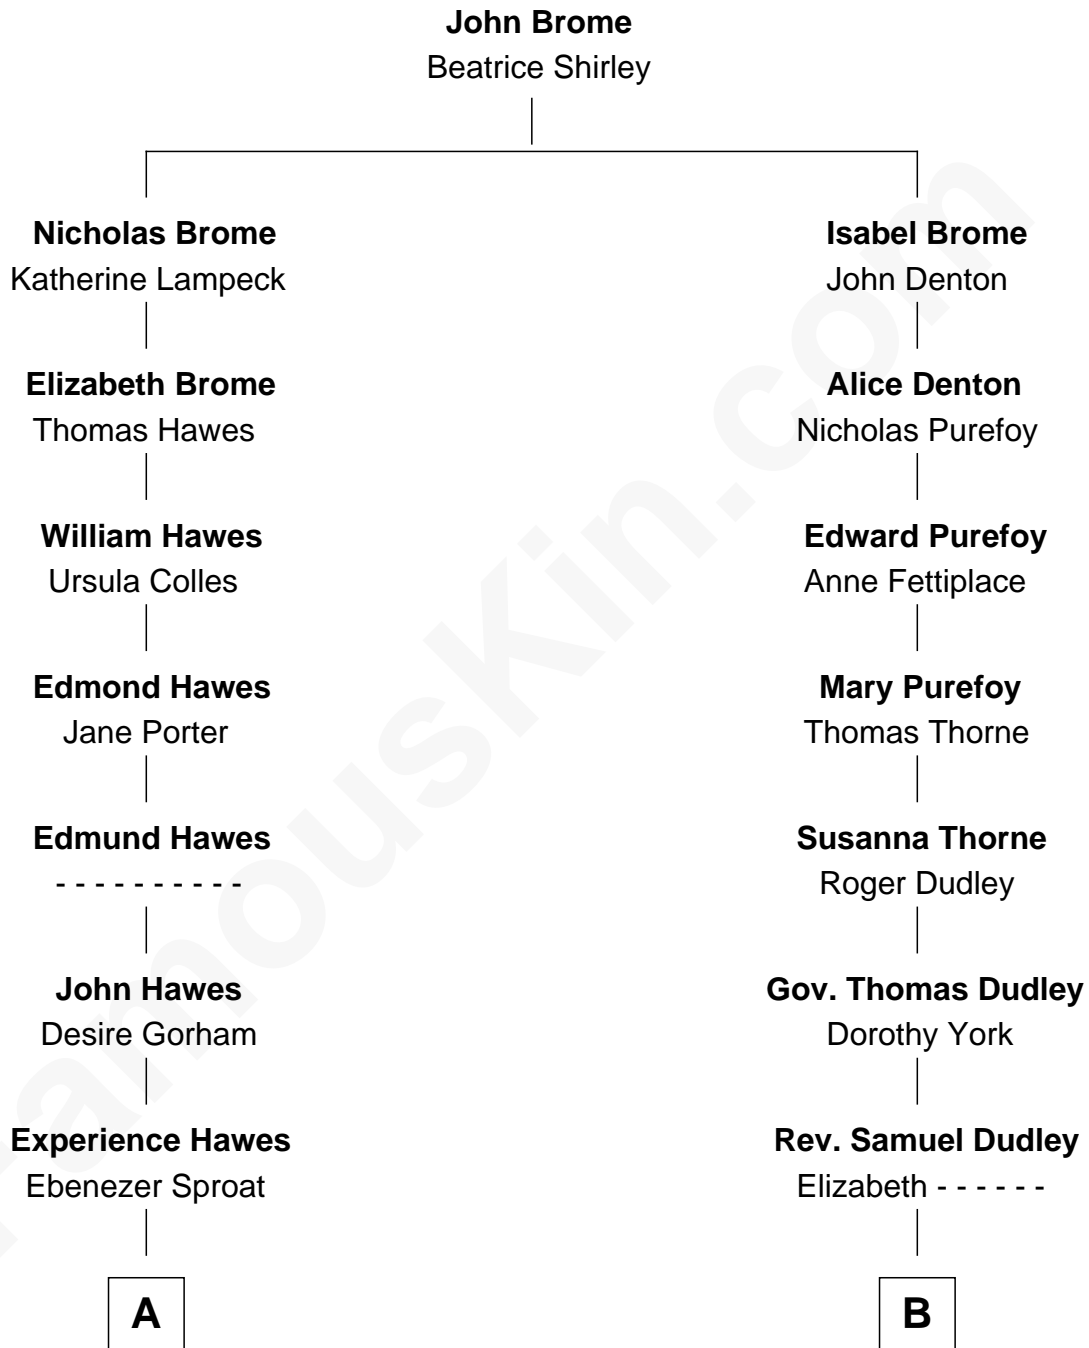 John Brome
Beatrice Shirley
Nicholas Brome
Katherine Lampeck
Isabel Brome
John Denton
Elizabeth Brome
Thomas Hawes
Alice Denton
Nicholas Purefoy
William Hawes
Ursula Colles
Edward Purefoy
Anne Fettiplace
Edmond Hawes
Jane Porter
Mary Purefoy
Thomas Thorne
Edmund Hawes
- - - - - - - - - -
Susanna Thorne
Roger Dudley
John Hawes
Desire Gorham
Gov. Thomas Dudley
Dorothy York
Experience Hawes
Ebenezer Sproat
Rev. Samuel Dudley
Elizabeth - - - - - -
A
B
FamousKin.com